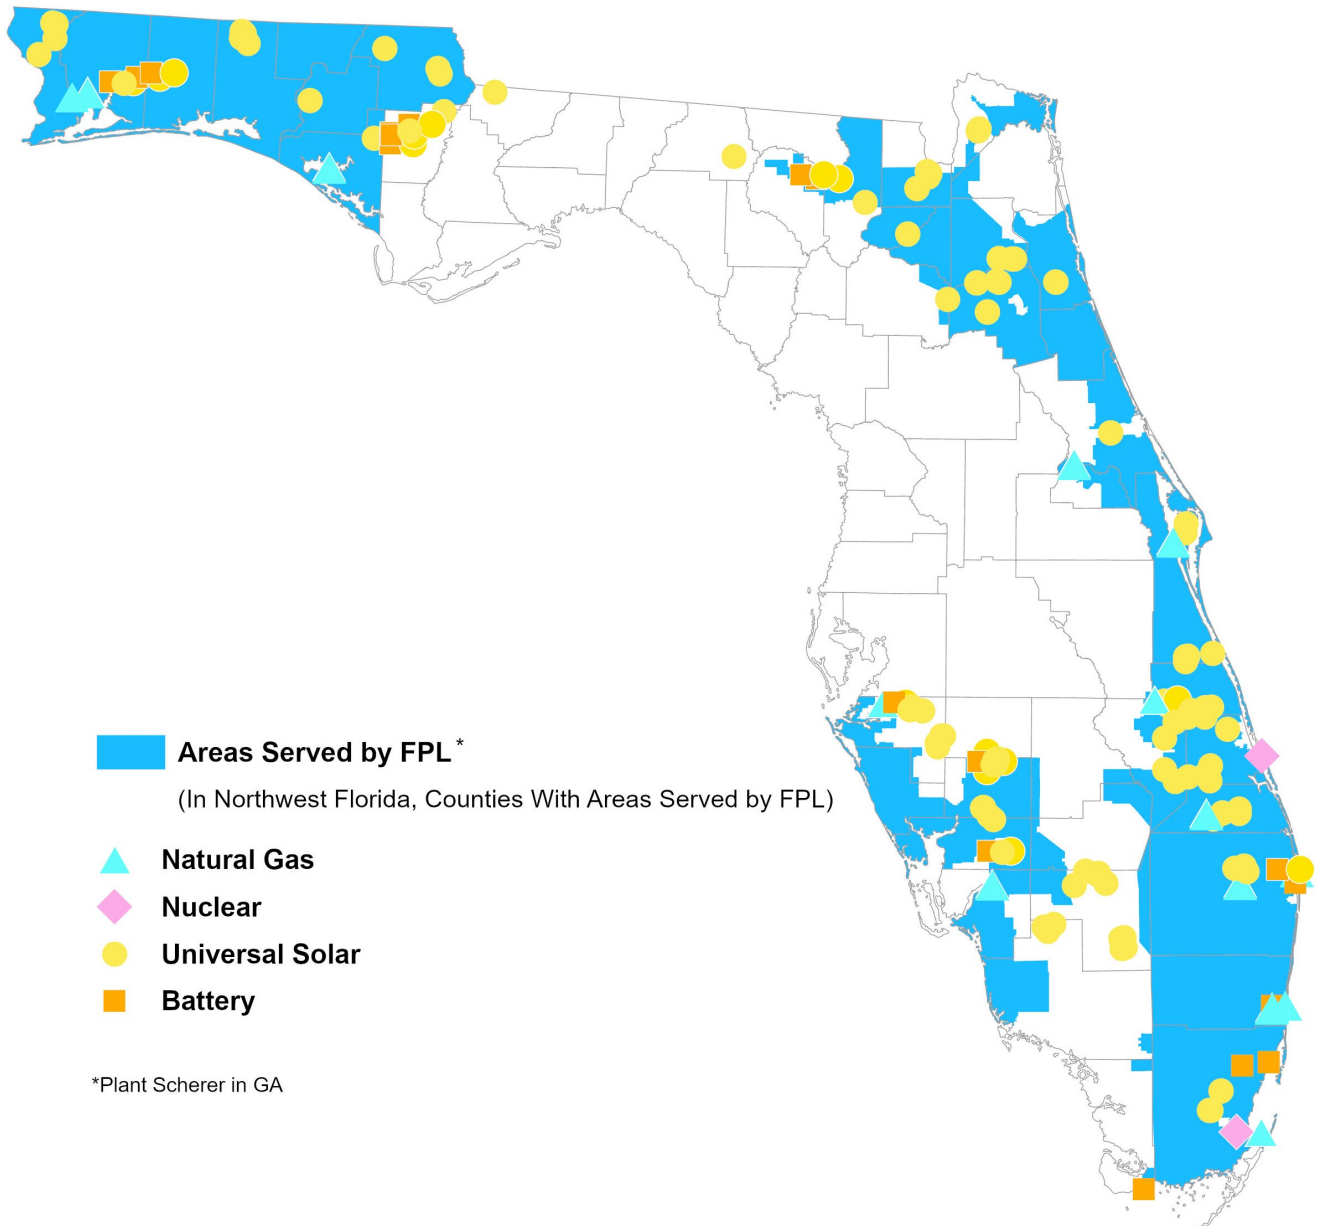 Areas Served by FPL*
(In Northwest Florida, Counties With Areas Served by FPL)
Natural Gas
Nuclear
Universal Solar
Battery
*Plant Scherer in GA